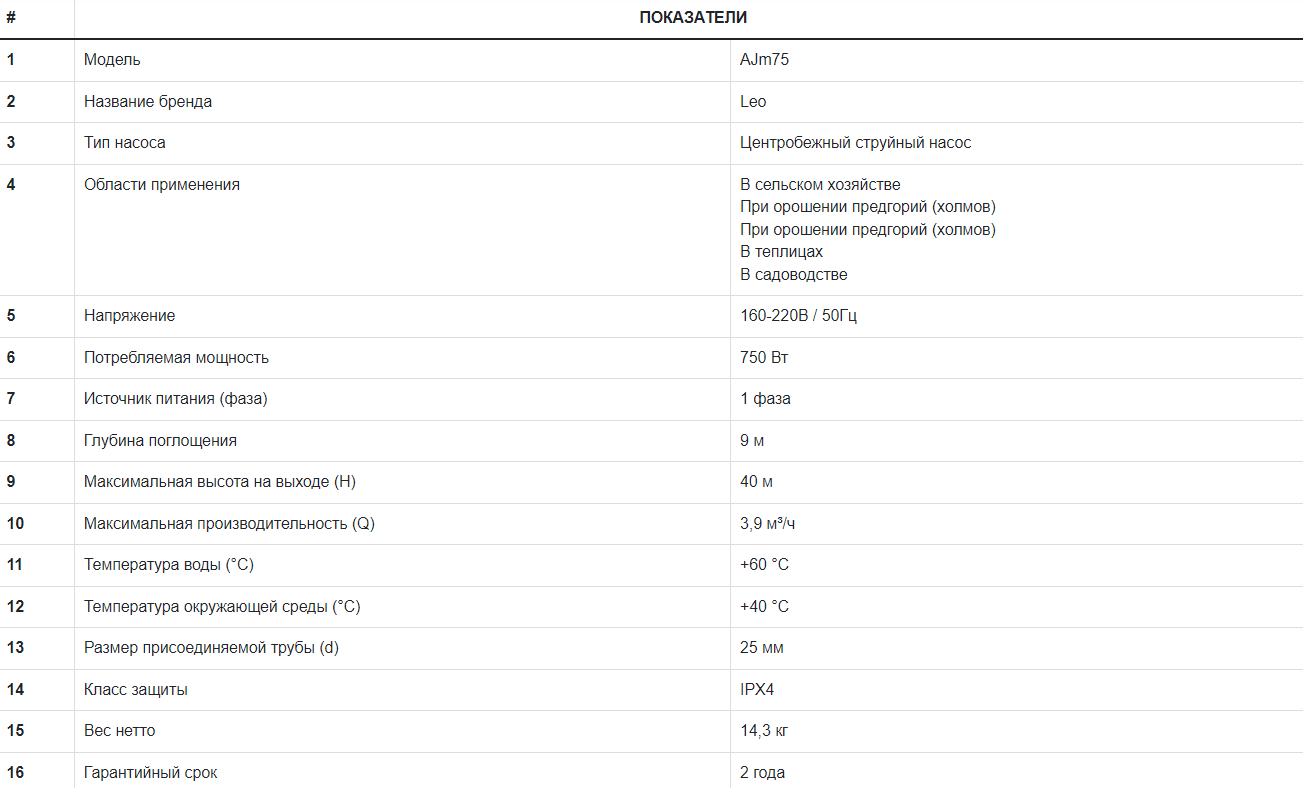 # ПОКАЗАТЕЛИ
1 Модель AJm75
2 Название бренда Leo
3 Тип насоса Центробежный струйный насос
4 Области применения В сельском хозяйстве
При орошении предгорий (холмов)
При орошении предгорий (холмов)
В теплицах
В садоводстве
5 Напряжение 160-220В / 50Гц
6 Потребляемая мощность 750 Вт
7 Источник питания (фаза) 1 фаза
8 Глубина поглощения 9 м
9 Максимальная высота на выходе (H) 40 м
10 Максимальная производительность (Q) 3,9 м³/ч
11 Температура воды (°C) +60 °C
12 Температура окружающей среды (°C) +40 °C
13 Размер присоединяемой трубы (d) 25 мм
14 Класс защиты IPX4
15 Вес нетто 14,3 кг
16 Гарантийный срок 2 года